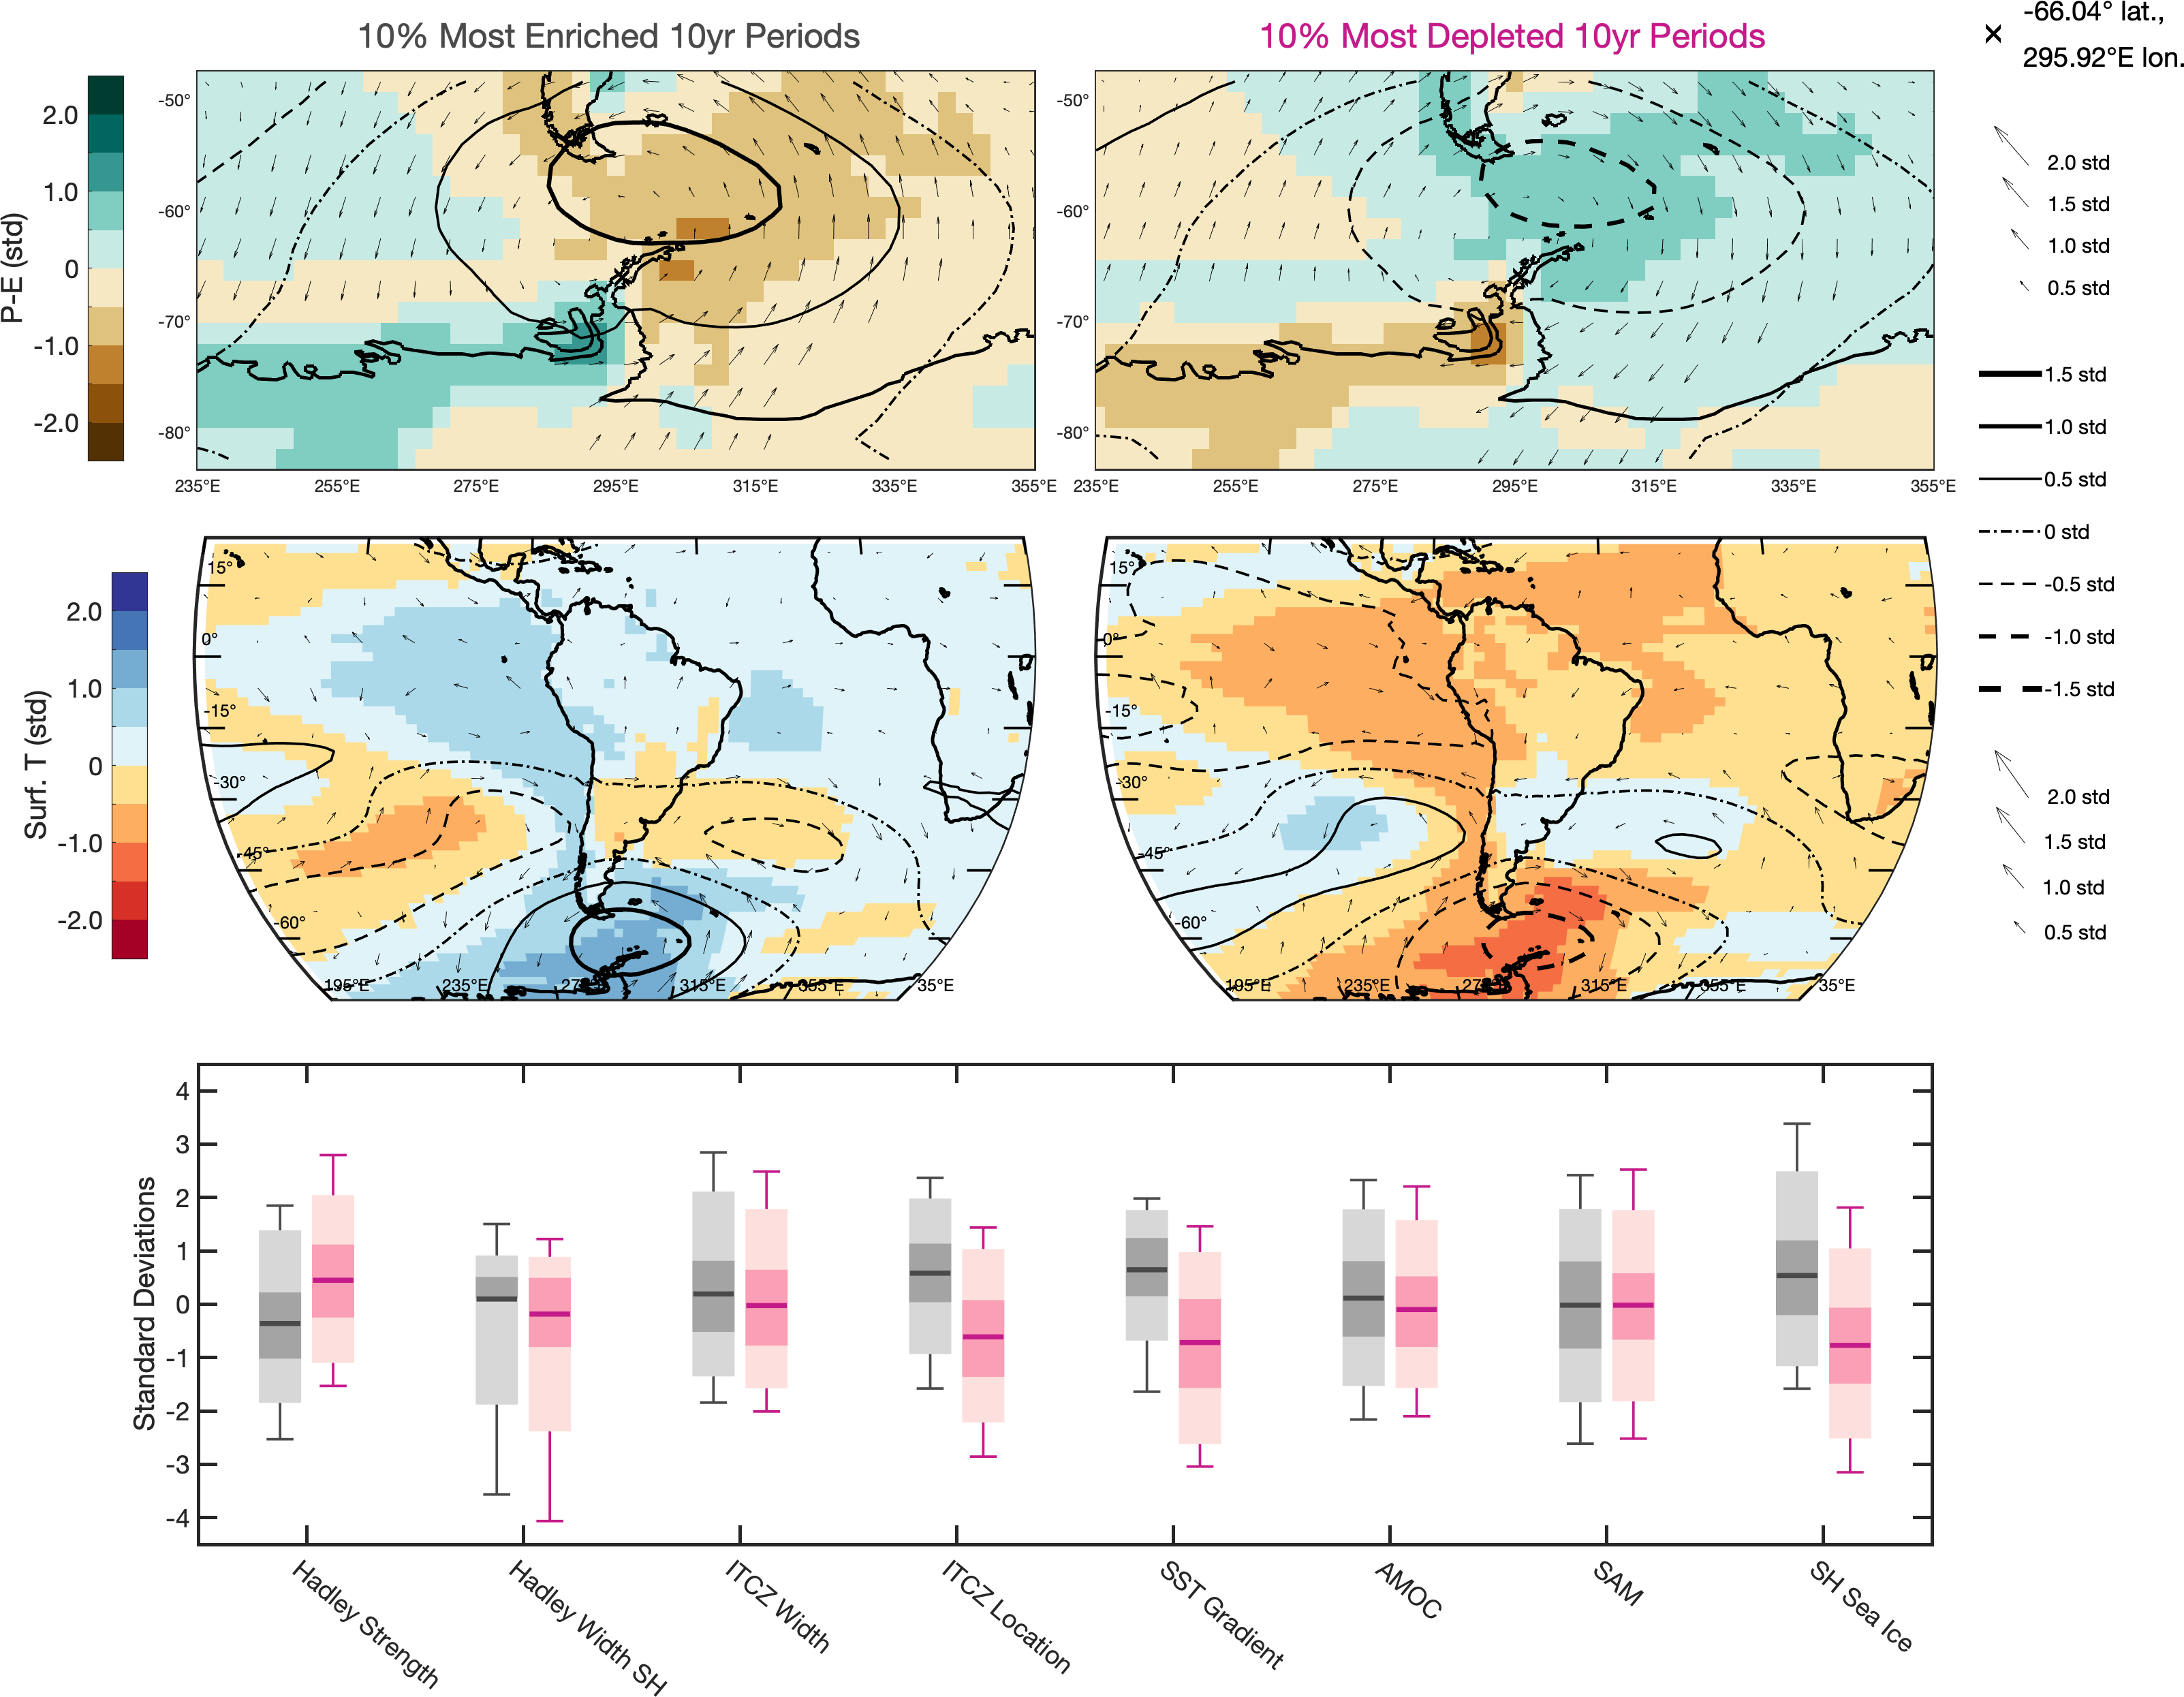 10% Most Enriched 10yr Periods
10% Most Depleted 10yr Periods
× -66.04° lat.,
295.92°E lon.
P-E (std)
2.0
1.0
0
-1.0
-2.0
-50°
-60°
-70°
-80°
235°E 255°E 275°E 295°E 315°E 335°E 355°E
-50°
-60°
-70°
-80°
235°E 255°E 275°E 295°E 315°E 335°E 355°E
2.0 std
1.5 std
1.0 std
0.5 std
1.5 std
1.0 std
0.5 std
0 std
-0.5 std
-1.0 std
-1.5 std
2.0 std
1.5 std
1.0 std
0.5 std
Surf. T (std)
2.0
1.0
0
-1.0
-2.0
15°
0°
-15°
-30°
-45°
-60°
195°E 235°E 315°E 355°E 35°E
15°
0°
-15°
-30°
-45°
-60°
195°E 235°E 315°E 355°E 35°E
Standard Deviations
4
3
2
1
0
-1
-2
-3
-4
Hadley Strength
Hadley Width SH
ITCZ Width
ITCZ Location
SST Gradient
AMOC
SAM
SH Sea Ice